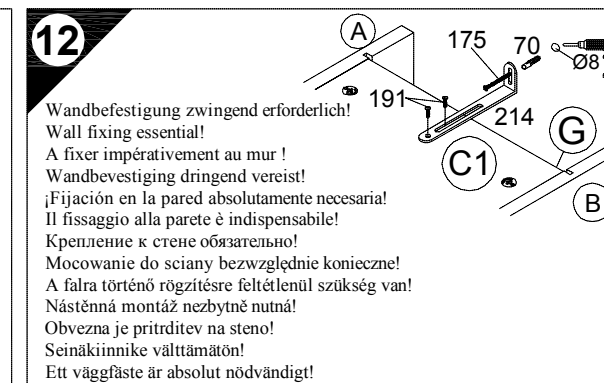 12
A
175
70
Ø8
191
214
G
C1
B
Wandbefestigung zwingend erforderlich!
Wall fixing essential!
A fixer impérativement au mur !
Wandbevestiging dringend vereist!
¡Fijación en la pared absolutamente necesaria!
Il fissaggio alla parete è indispensabile!
Крепление к стене обязательно!
Mocowanie do sciany bezwzględnie konieczne!
A falra történő rögzítésre feltétlenül szükség van!
Nástěnná montáž nezbytně nutná!
Obvezna je pritrditev na steno!
Seinäkiinnike välttämätön!
Ett väggfäste är absolut nödvändigt!